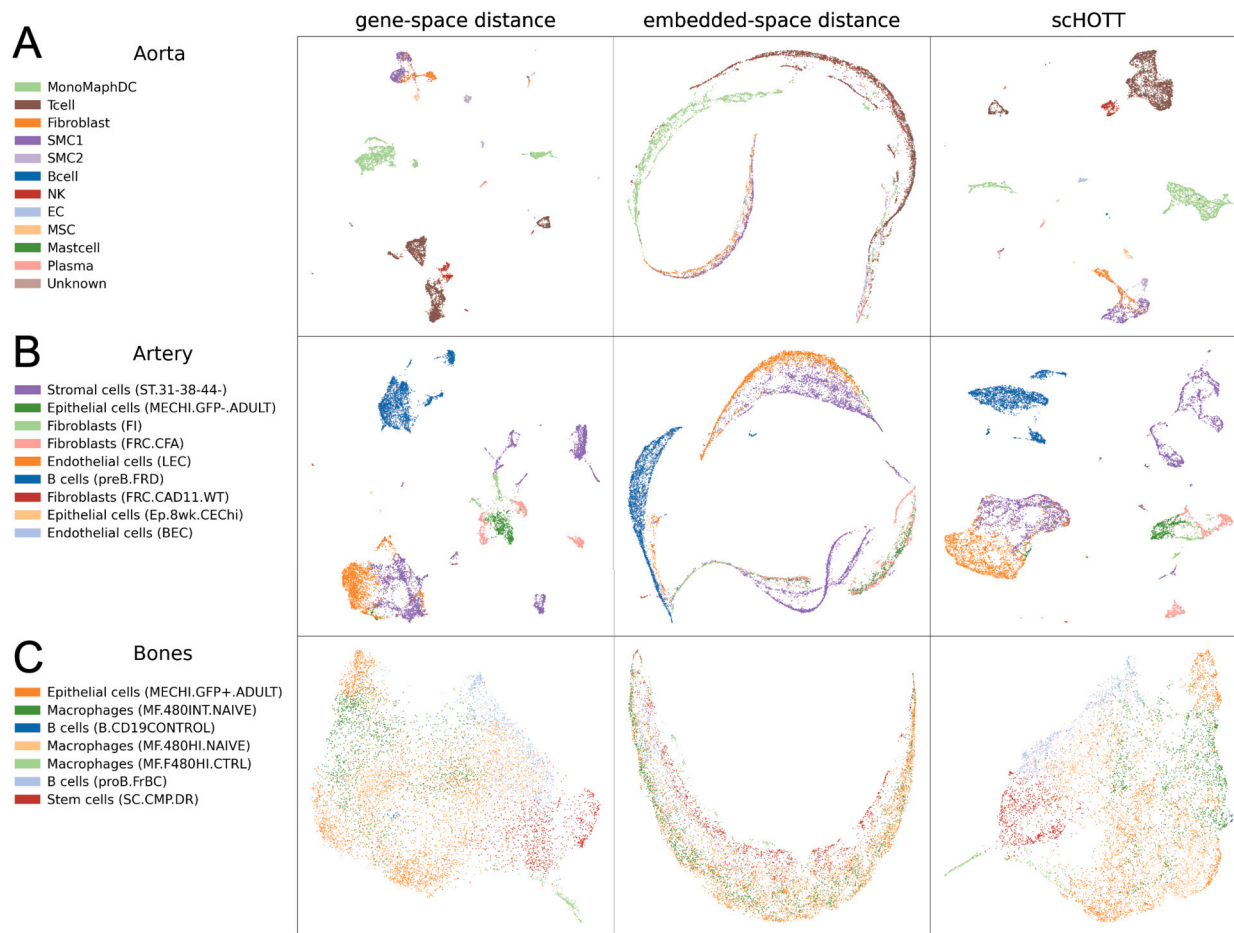 gene-space distance
embedded-space distance
scHOTT
A
Aorta
MonoMaphDC
Tcell
Fibroblast
SMC1
SMC2
Bcell
NK
EC
MSC
Mastcell
Plasma
Unknown
B
Artery
Stromal cells (ST.31-38-44-)
Epithelial cells (MECHI.GFP-.ADULT)
Fibroblasts (FI)
Fibroblasts (FRC.CFA)
Endothelial cells (LEC)
B cells (preB.FRD)
Fibroblasts (FRC.CAD11.WT)
Epithelial cells (Ep.8wk.CEChi)
Endothelial cells (BEC)
C
Bones
Epithelial cells (MECHI.GFP+.ADULT)
Macrophages (MF.480INT.NAIVE)
B cells (B.CD19CONTROL)
Macrophages (MF.480HI.NAIVE)
Macrophages (MF.F480HI.CTRL)
B cells (proB.FrBC)
Stem cells (SC.CMP.DR)